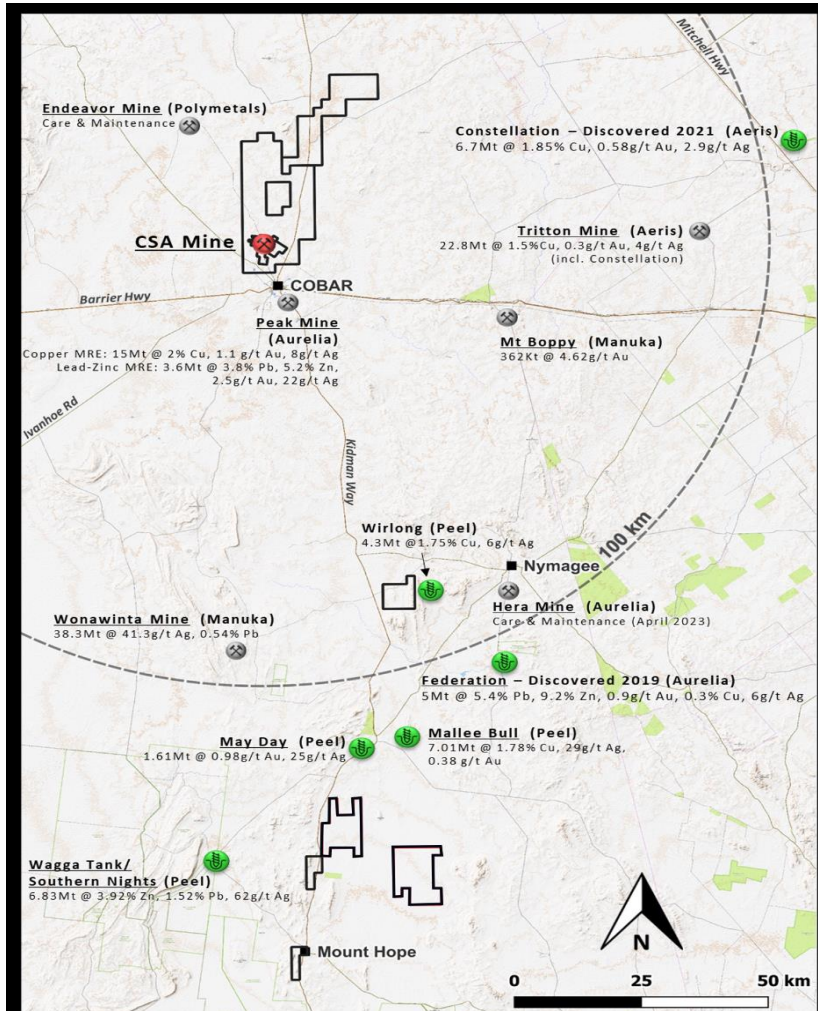 Mitchell Hwy
Endeavor Mine (Polymetals)
Care & Maintenance
Constellation – Discovered 2021 (Aeris)
6.7Mt @ 1.85% Cu, 0.58g/t Au, 2.9g/t Ag
CSA Mine
Tritton Mine (Aeris)
22.8Mt @ 1.5%Cu, 0.3g/t Au, 4g/t Ag
(incl. Constellation)
COBAR
Barrier Hwy
Peak Mine
(Aurelia)
Copper MRE: 15Mt @ 2% Cu, 1.1 g/t Au, 8g/t Ag
Lead-Zinc MRE: 3.6Mt @ 3.8% Pb, 5.2% Zn,
2.5g/t Au, 22g/t Ag
Mt Boppy (Manuka)
362Kt @ 4.62g/t Au
Ivanhoe Rd
Kidman Way
Wirlong (Peel)
4.3Mt @1.75% Cu, 6g/t Ag
100 km
Nymagee
Hera Mine (Aurelia)
Care & Maintenance (April 2023)
Wonawinta Mine (Manuka)
38.3Mt @ 41.3g/t Ag, 0.54% Pb
Federation – Discovered 2019 (Aurelia)
5Mt @ 5.4% Pb, 9.2% Zn, 0.9g/t Au, 0.3% Cu, 6g/t Ag
May Day (Peel)
1.61Mt @ 0.98g/t Au, 25g/t Ag
Mallee Bull (Peel)
7.01Mt @ 1.78% Cu, 29g/t Ag,
0.38 g/t Au
Wagga Tank/
Southern Nights (Peel)
6.83Mt @ 3.92% Zn, 1.52% Pb, 62g/t Ag
Mount Hope
N
0 25 50 km